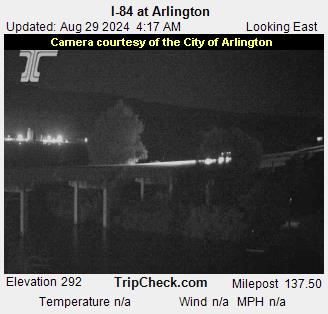 I-84 at Arlington
Updated: Aug 29 2024 4:17 AM Looking East
Camera courtesy of the City of Arlington
Elevation 292 TripCheck.com Milepost 137.50
Temperature n/a Wind n/a MPH n/a